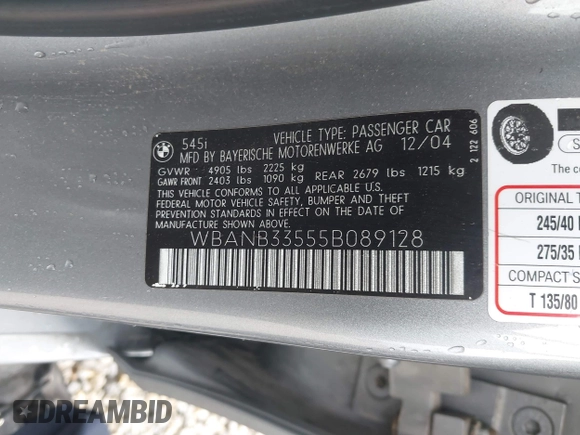 545i VEHICLE TYPE: PASSENGER CAR
MFD BY BAYERISCHE MOTORENWERKE AG 12/04
GVWR - 4905 lbs 2225 kg
GAWR FRONT 2403 lbs 1090 kg REAR 2679 lbs 1215 kg
THIS VEHICLE CONFORMS TO ALL APPLICABLE U.S.
FEDERAL MOTOR VEHICLE SAFETY, BUMPER AND THEFT
PREVENTION STANDARDS IN EFFECT ON THE DATE OF
MANUFACTURE SHOWN ABOVE.
WBANB33555B089128
2 122 606
The co
ORIGINAL T
245/40
275/35
COMPACT S
T 135/80
DREAMBID